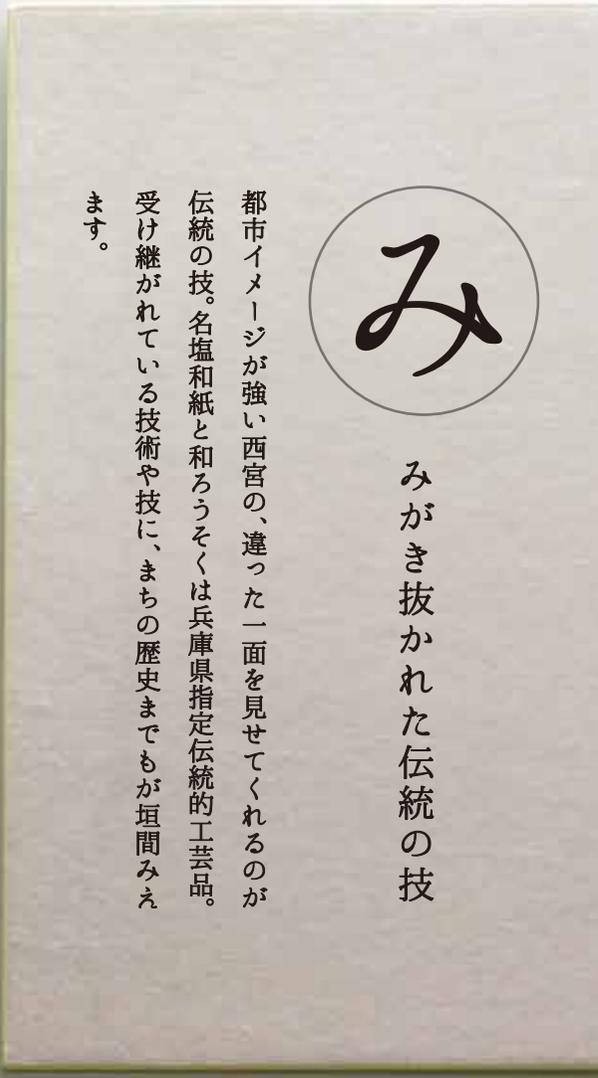 み
みがき抜かれた伝統の技
都市イメージが強い西宮の、違った一面を見せてくれるのが
伝統の技。名塩和紙と和ろうそくは兵庫県指定伝統的工芸品。
受け継がれている技術や技に、まちの歴史までもが垣間みえ
ます。